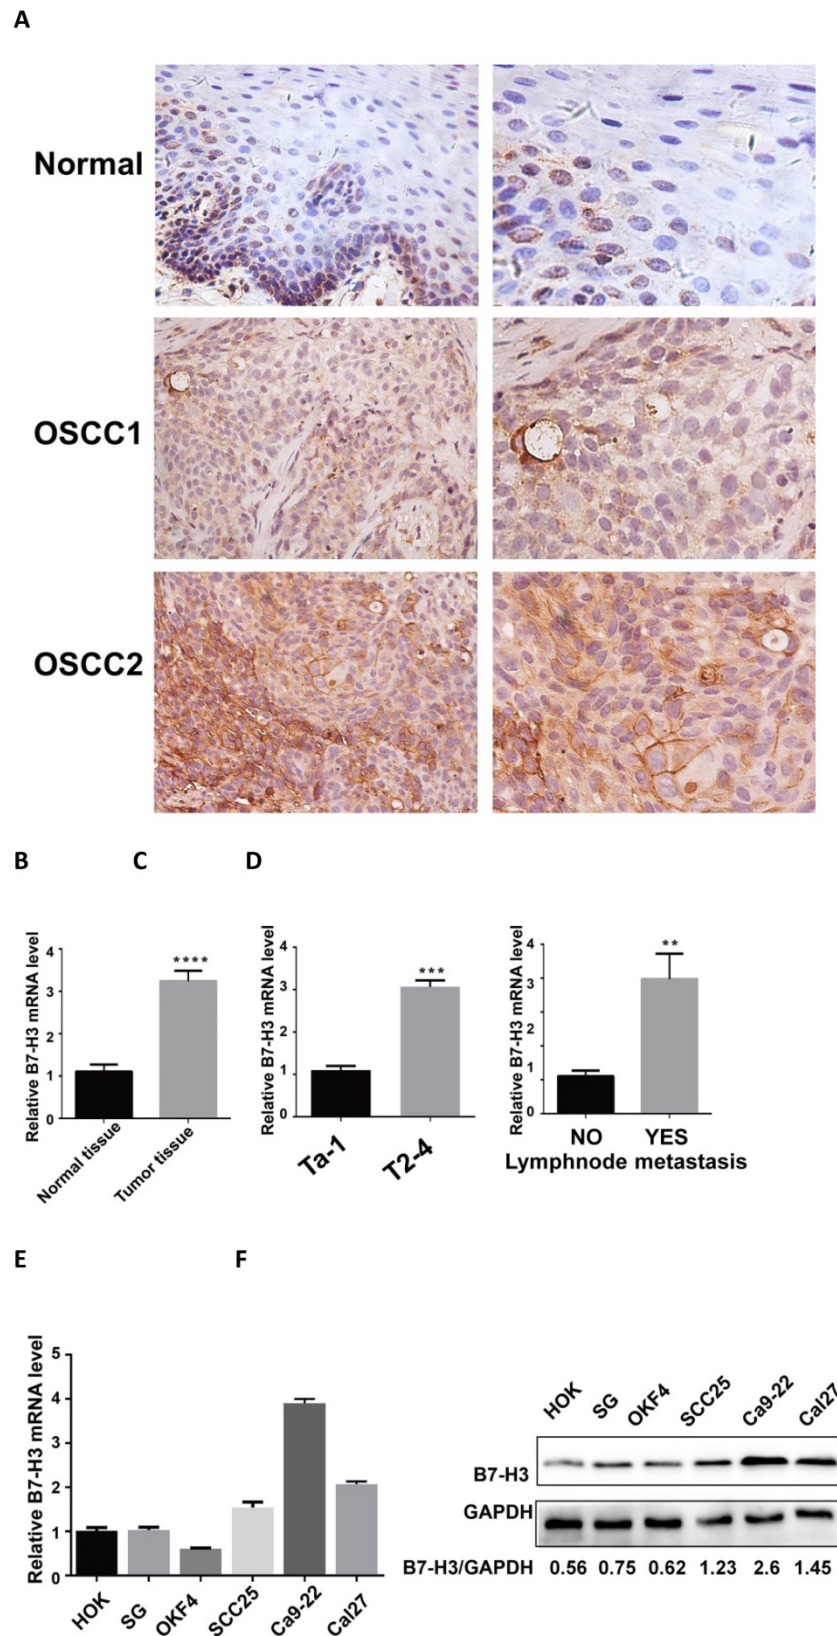 A
Normal
OSCC1
OSCC2
B C D
Relative B7-H3 mRNA level
4
3
2
1
0
****
Normal tissue
Tumor tissue
Relative B7-H3 mRNA level
4
3
2
1
0
***
Ta-1
T2-4
Relative B7-H3 mRNA level
4
3
2
1
0
**
NO YES
Lymphnode metastasis
E F
Relative B7-H3 mRNA level
5
4
3
2
1
0
HOK SG OKF4 SCC25 Ca9-22 Cal27
HOK SG OKF4 SCC25 Ca9-22 Cal27
B7-H3
GAPDH
B7-H3/GAPDH 0.56 0.75 0.62 1.23 2.6 1.45